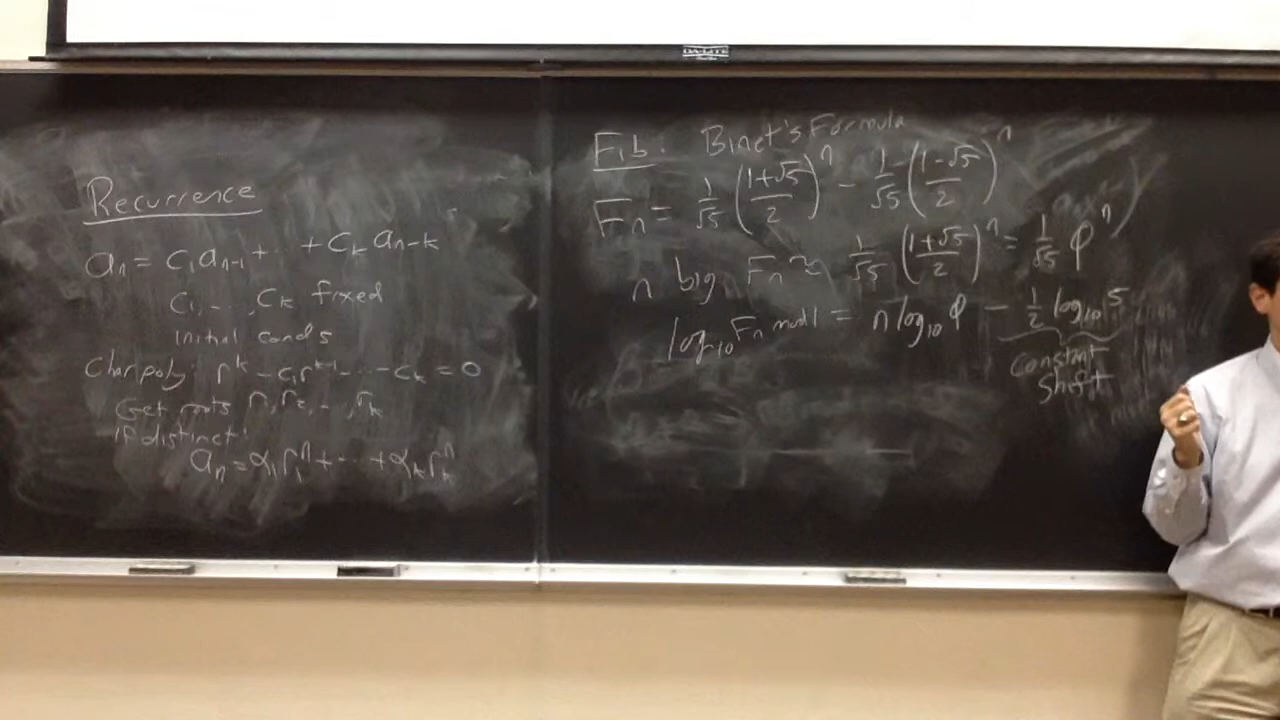 DA-LITE
Recurrence
aₙ = c₁aₙ₋₁ + ·· + cₖaₙ₋ₖ
c₁, -, cₖ fixed
initial conds
Char poly: rᵏ - c₁rᵏ⁻¹ - ··· - cₖ = 0
Get roots r₁, r₂, .., rₖ
if distinct:
aₙ = α₁r₁ⁿ + ··· + αₖrₖⁿ
Fib: Binet's Formula
Fn = 1/√5 ((1+√5)/2)ⁿ - 1/√5 ((1-√5)/2)ⁿ
n big Fn ≈ 1/√5 ((1+√5)/2)ⁿ = 1/√5 φⁿ
log₁₀ Fn mod 1 = n log₁₀ φ - 1/2 log₁₀ 5
constant
shift